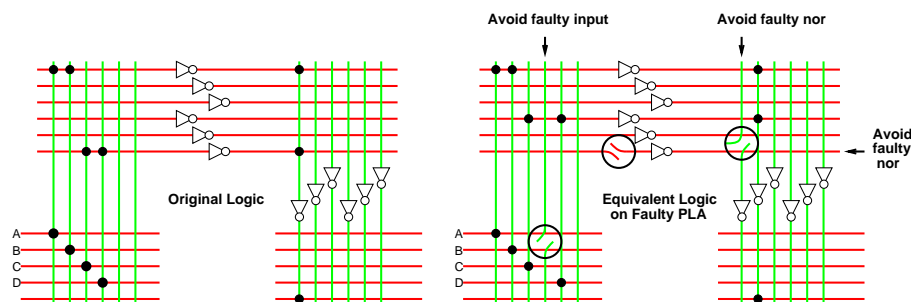 Avoid faulty input
Avoid faulty nor
Avoid
faulty
nor
Original Logic
Equivalent Logic
on Faulty PLA
A
B
C
D
A
B
C
D